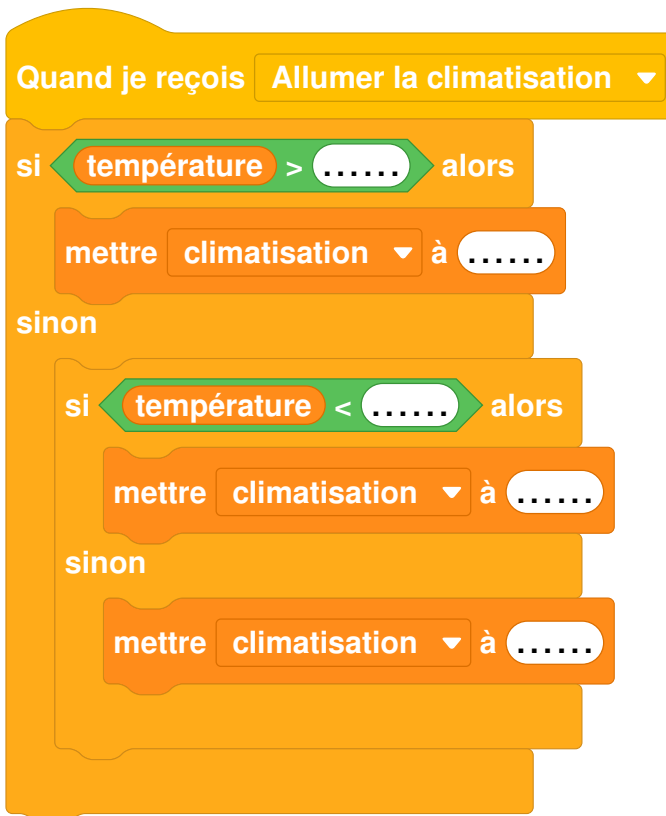 Quand je reçois Allumer la climatisation
si température > ...... alors
mettre climatisation à ......
sinon
si température < ...... alors
mettre climatisation à ......
sinon
mettre climatisation à ......